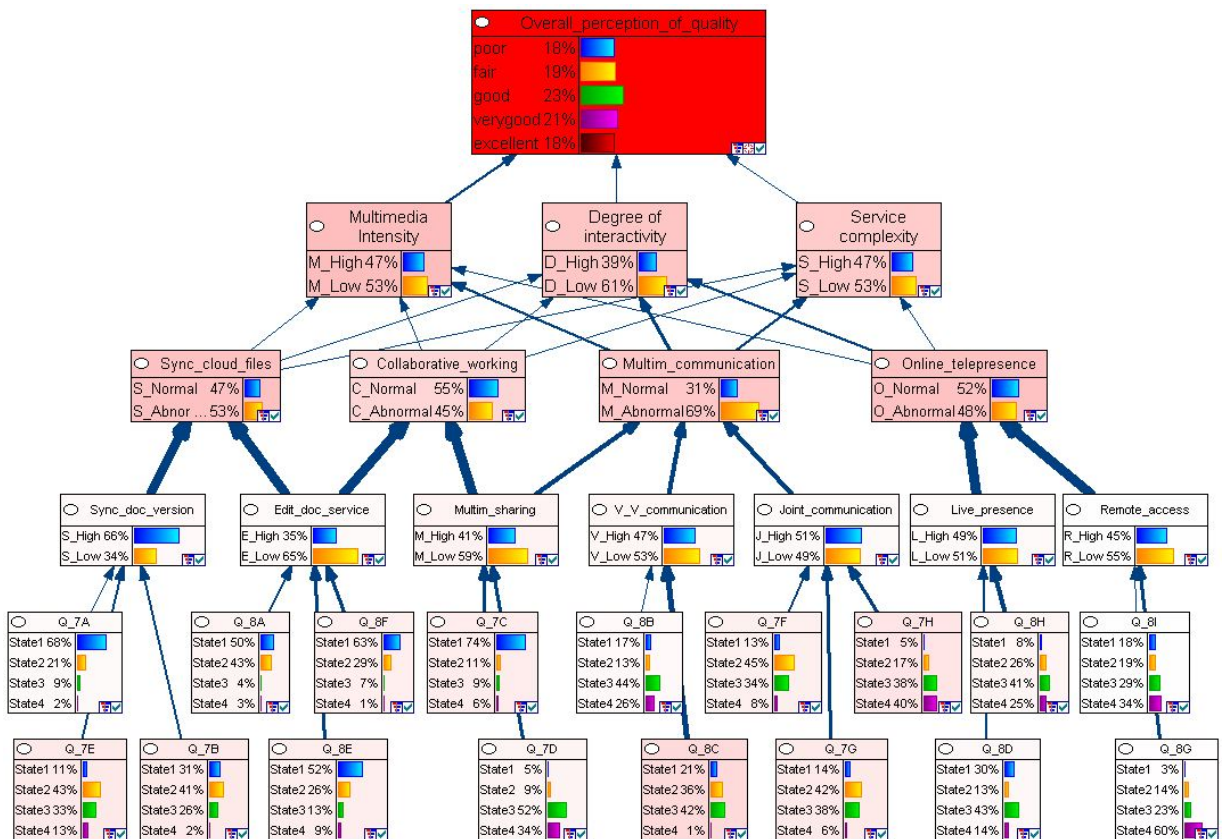 Overall_perception_of_quality
poor 18%
fair 19%
good 23%
verygood 21%
excellent 18%
Multimedia
Intensity
M_High 47%
M_Low 53%
Degree of
interactivity
D_High 39%
D_Low 61%
Service
complexity
S_High 47%
S_Low 53%
Sync_cloud_files
S_Normal 47%
S_Abnor ... 53%
Collaborative_working
C_Normal 55%
C_Abnormal 45%
Multim_communication
M_Normal 31%
M_Abnormal 69%
Online_telepresence
O_Normal 52%
O_Abnormal 48%
Sync_doc_version
S_High 66%
S_Low 34%
Edit_doc_service
E_High 35%
E_Low 65%
Multim_sharing
M_High 41%
M_Low 59%
V_V_communication
V_High 47%
V_Low 53%
Joint_communication
J_High 51%
J_Low 49%
Live_presence
L_High 49%
L_Low 51%
Remote_access
R_High 45%
R_Low 55%
Q_7A
State1 68%
State2 21%
State3 9%
State4 2%
Q_8A
State1 50%
State2 43%
State3 4%
State4 3%
Q_8F
State1 63%
State2 29%
State3 7%
State4 1%
Q_7C
State1 74%
State2 11%
State3 9%
State4 6%
Q_8B
State1 17%
State2 13%
State3 44%
State4 26%
Q_7F
State1 13%
State2 45%
State3 34%
State4 8%
Q_7H
State1 5%
State2 17%
State3 38%
State4 40%
Q_8H
State1 8%
State2 26%
State3 41%
State4 25%
Q_8I
State1 18%
State2 19%
State3 29%
State4 34%
Q_7E
State1 11%
State2 43%
State3 33%
State4 13%
Q_7B
State1 31%
State2 41%
State3 26%
State4 2%
Q_8E
State1 52%
State2 26%
State3 13%
State4 9%
Q_7D
State1 5%
State2 9%
State3 52%
State4 34%
Q_8C
State1 21%
State2 36%
State3 42%
State4 1%
Q_7G
State1 14%
State2 42%
State3 38%
State4 6%
Q_8D
State1 30%
State2 13%
State3 43%
State4 14%
Q_8G
State1 3%
State2 14%
State3 23%
State4 60%